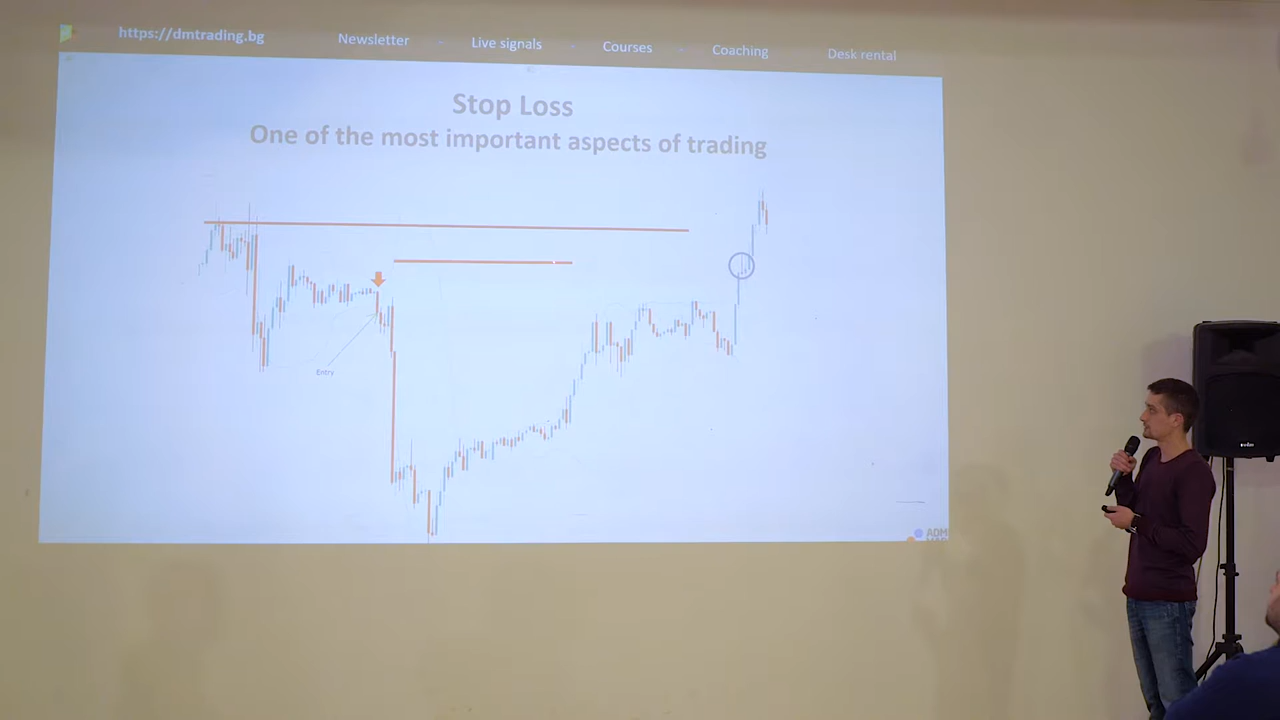 https://dmtrading.bg Newsletter - Live signals - Courses - Coaching Desk rental
Stop Loss
One of the most important aspects of trading
Entry
ADM